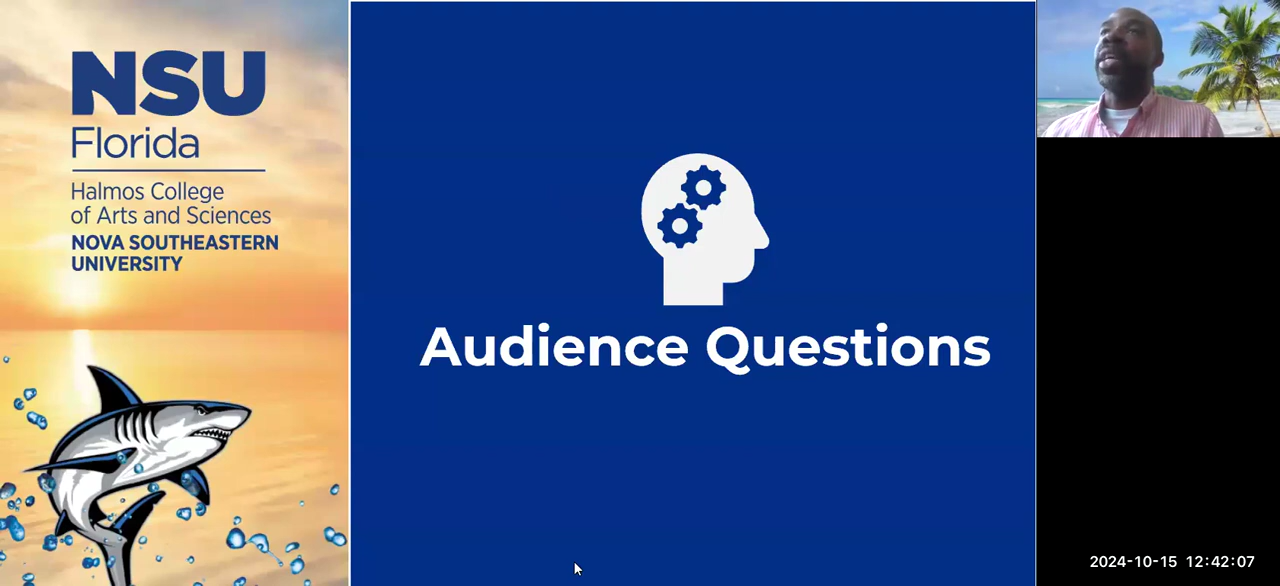 NSU
Florida
Halmos College
of Arts and Sciences
NOVA SOUTHEASTERN
UNIVERSITY
Audience Questions
2024-10-15 12:42:07